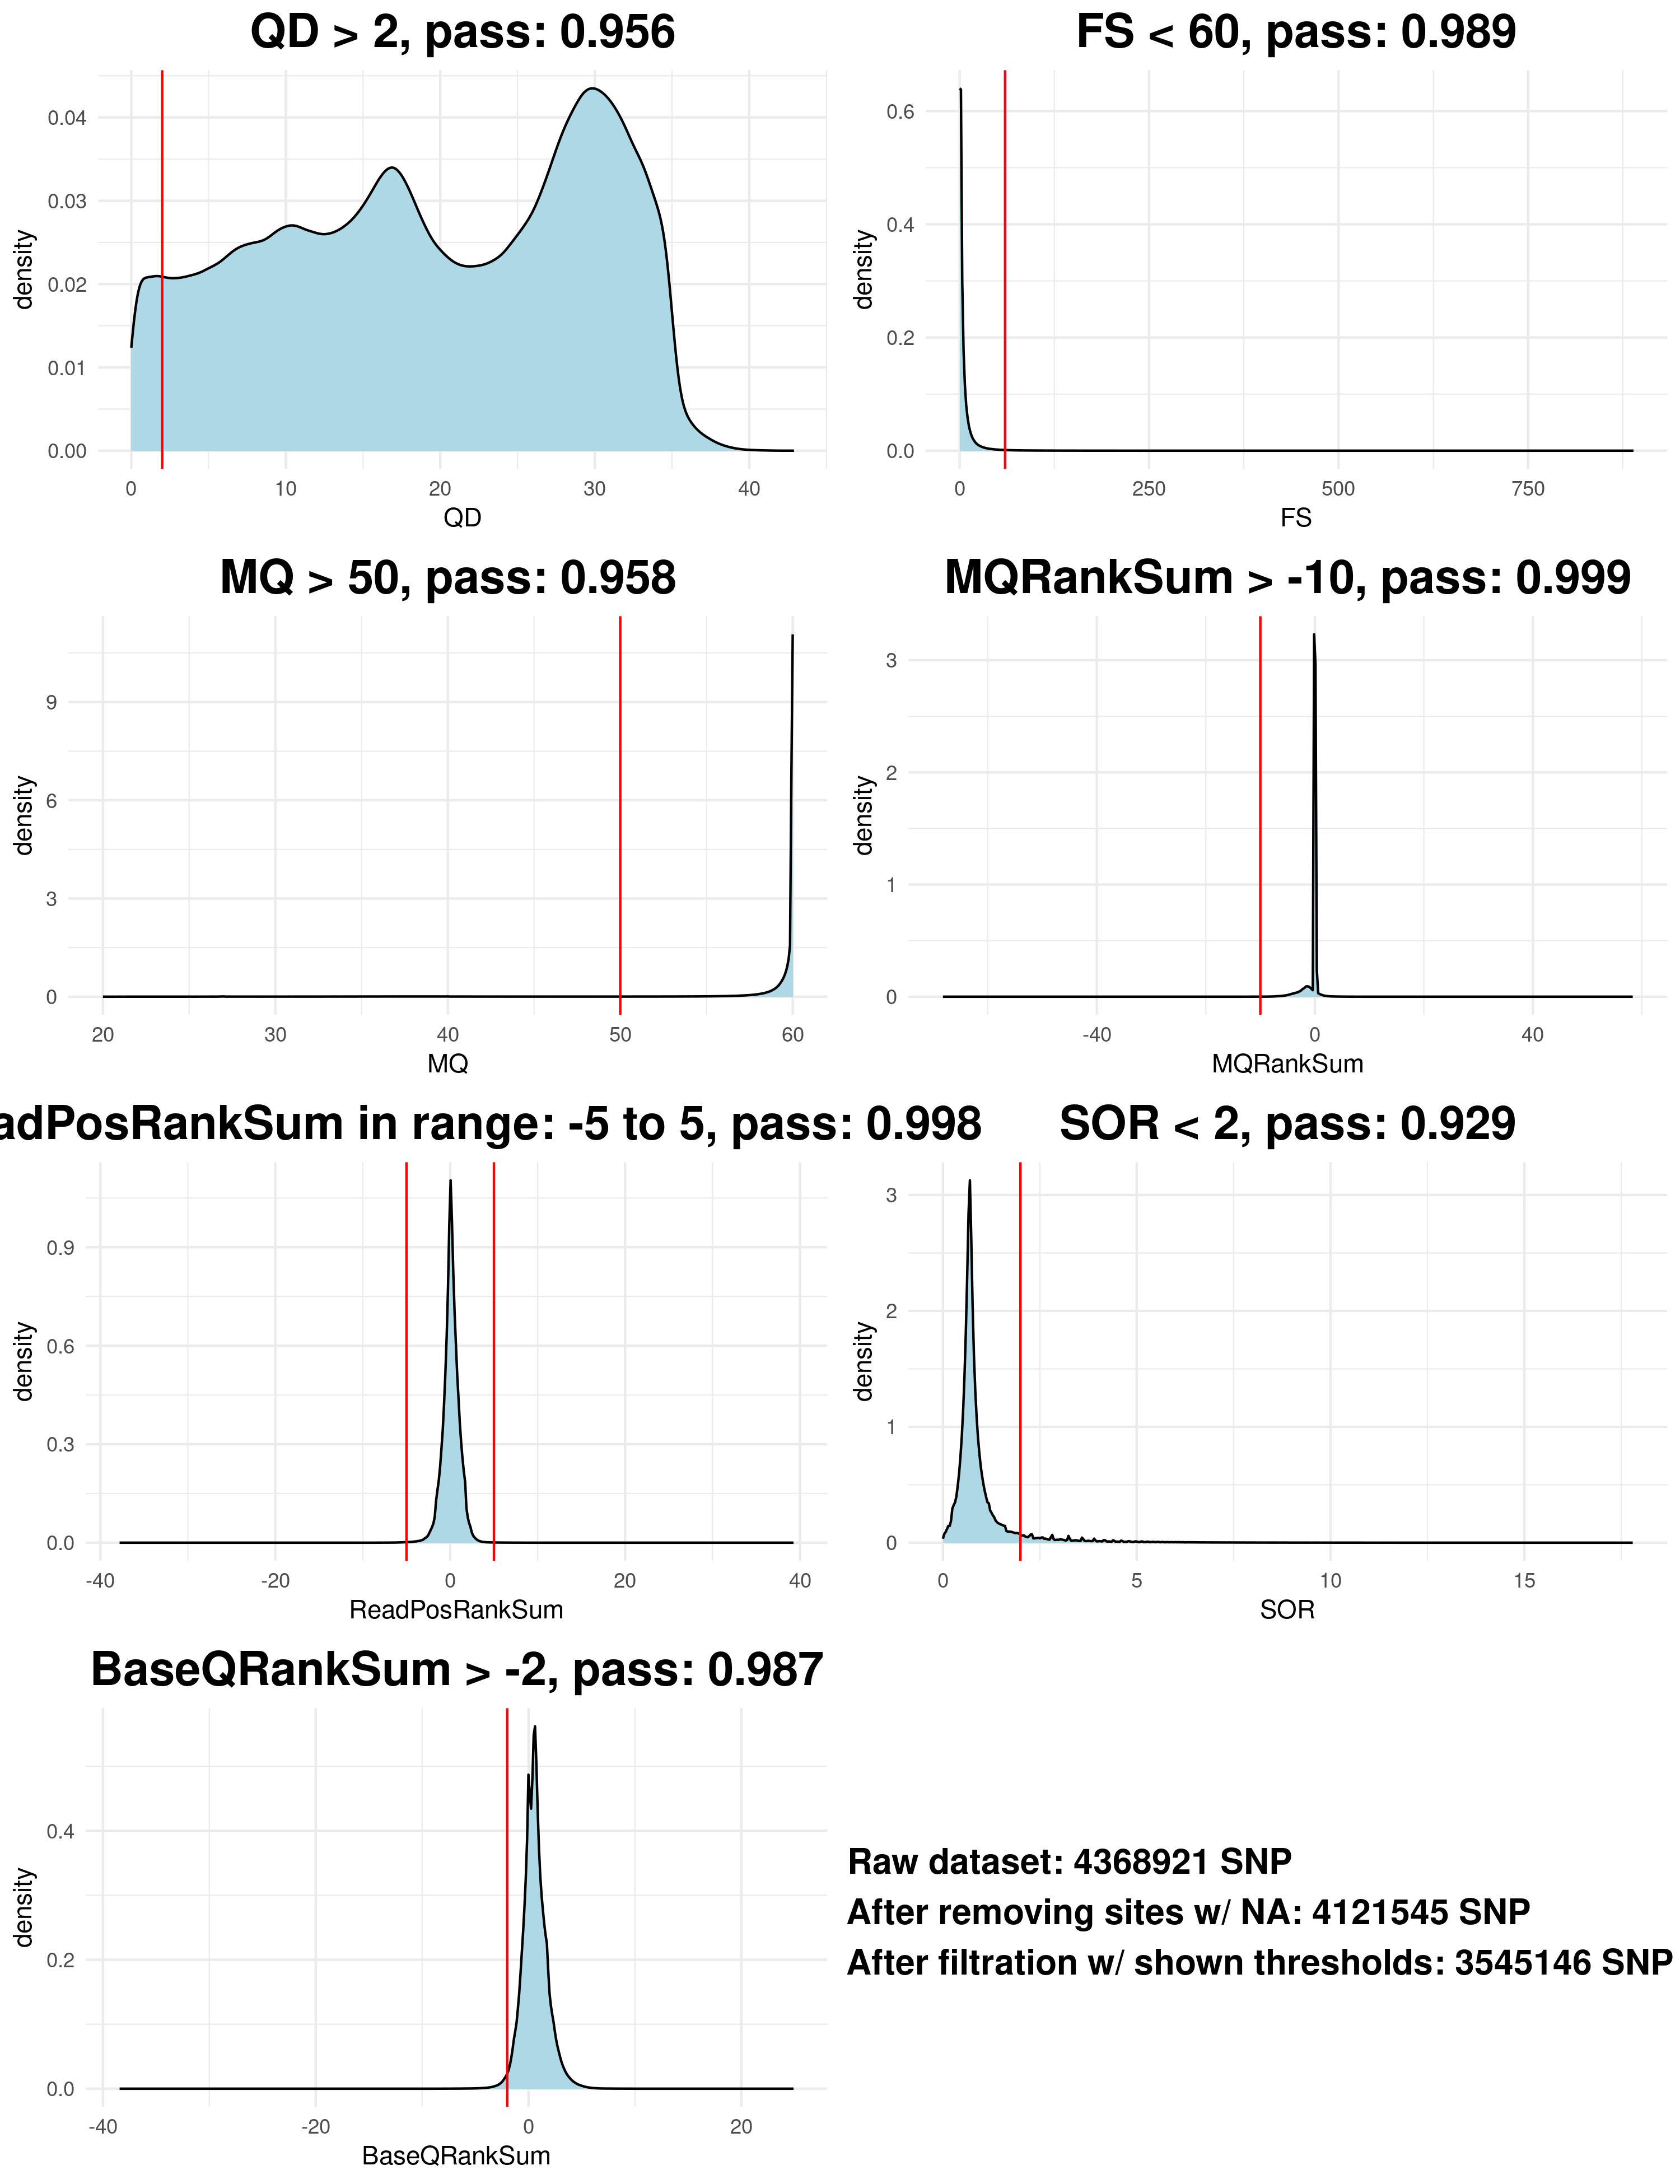 QD > 2, pass: 0.956
0.04
0.03
0.02
0.01
0.00
density
0
10
20
30
40
QD
FS < 60, pass: 0.989
0.6
0.4
0.2
0.0
density
0
250
500
750
FS
MQ > 50, pass: 0.958
9
6
3
0
density
20
30
40
50
60
MQ
MQRankSum > -10, pass: 0.999
3
2
1
0
density
-40
0
40
MQRankSum
adPosRankSum in range: -5 to 5, pass: 0.998
0.9
0.6
0.3
0.0
density
-40
-20
0
20
40
ReadPosRankSum
SOR < 2, pass: 0.929
3
2
1
0
density
0
5
10
15
SOR
BaseQRankSum > -2, pass: 0.987
0.4
0.2
0.0
density
-40
-20
0
20
BaseQRankSum
Raw dataset: 4368921 SNP
After removing sites w/ NA: 4121545 SNP
After filtration w/ shown thresholds: 3545146 SNP